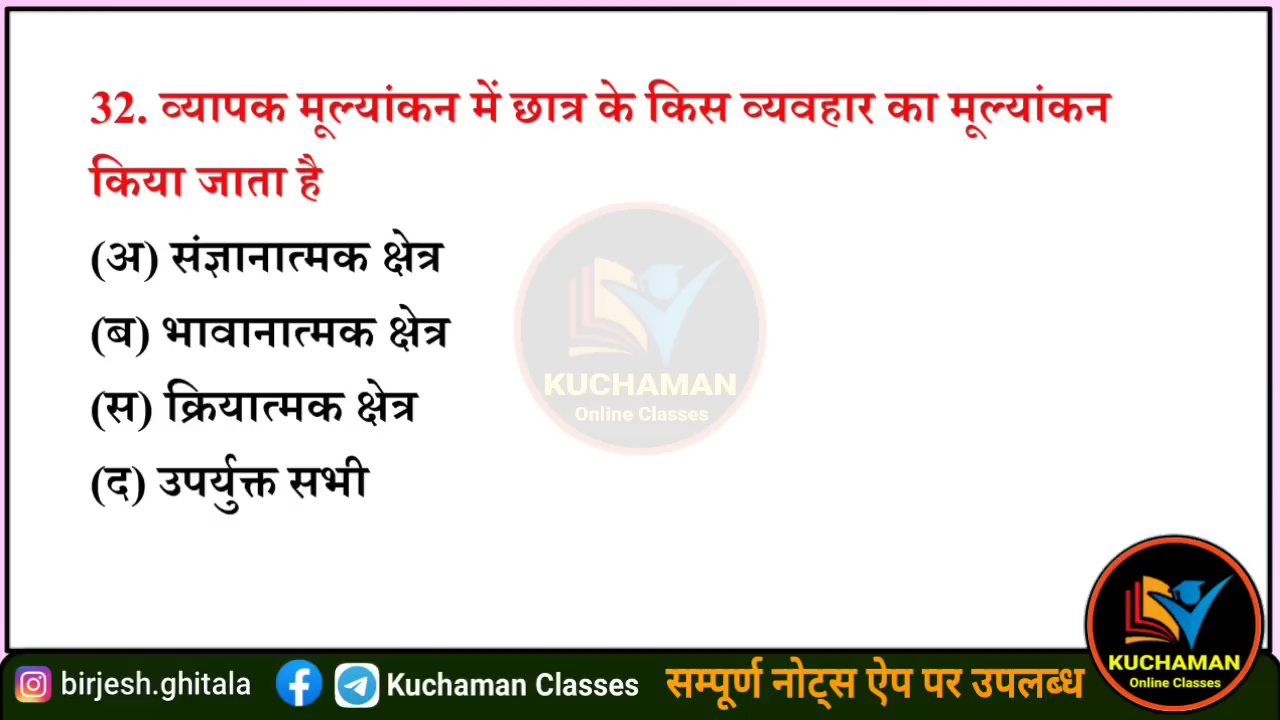 32. व्यापक मूल्यांकन में छात्र के किस व्यवहार का मूल्यांकन
किया जाता है
(अ) संज्ञानात्मक क्षेत्र
(ब) भावानात्मक क्षेत्र
(स) क्रियात्मक क्षेत्र
(द) उपर्युक्त सभी
KUCHAMAN
Online Classes
KUCHAMAN
Online Classes
birjesh.ghitala Kuchaman Classes सम्पूर्ण नोट्स ऐप पर उपलब्ध